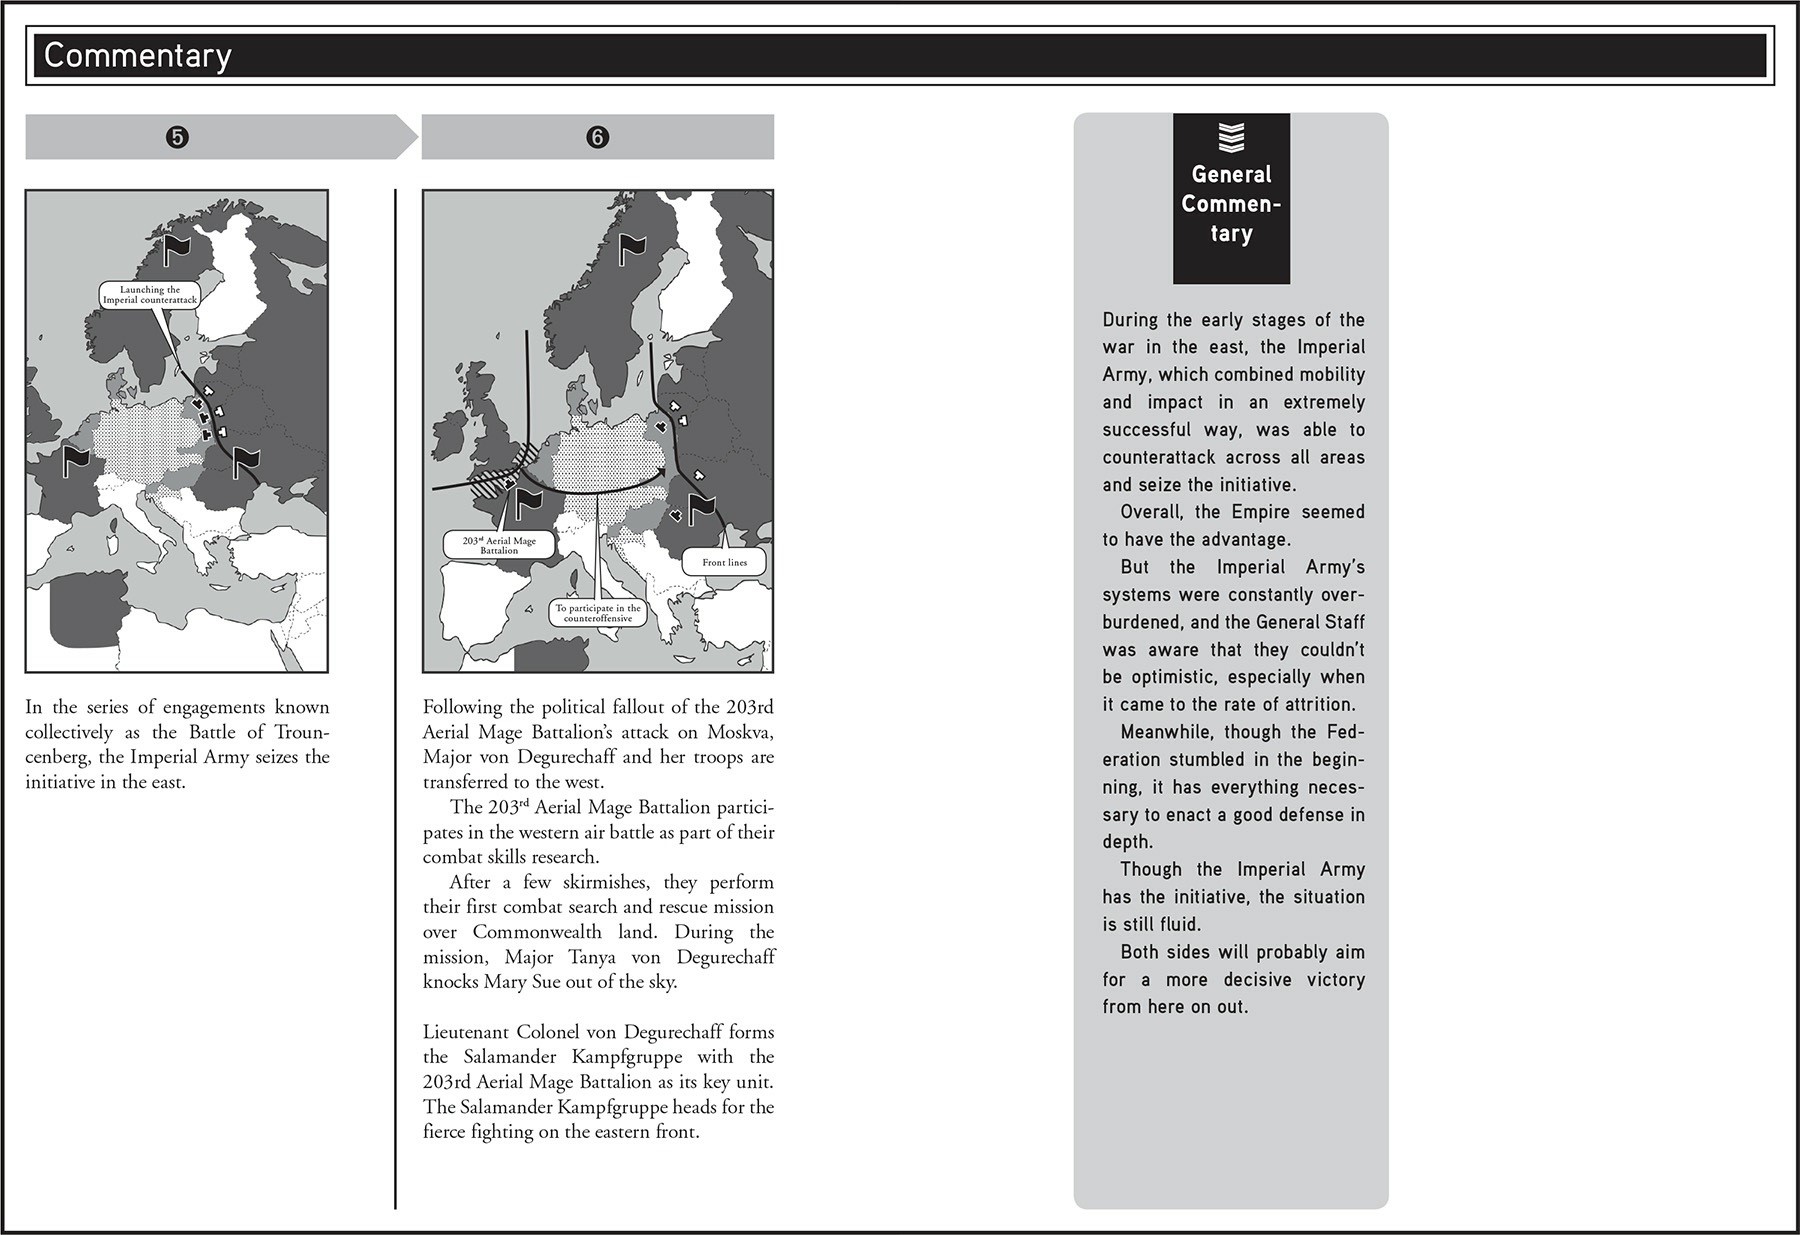 Commentary
5
6
Launching the
Imperial counterattack
In the series of engagements known
collectively as the Battle of Troun-
cenberg, the Imperial Army seizes the
initiative in the east.
203rd Aerial Mage
Battalion
Front lines
To participate in the
counteroffensive
Following the political fallout of the 203rd
Aerial Mage Battalion's attack on Moskva,
Major von Degurechaff and her troops are
transferred to the west.
The 203rd Aerial Mage Battalion partici-
pates in the western air battle as part of their
combat skills research.
After a few skirmishes, they perform
their first combat search and rescue mission
over Commonwealth land. During the
mission, Major Tanya von Degurechaff
knocks Mary Sue out of the sky.
Lieutenant Colonel von Degurechaff forms
the Salamander Kampfgruppe with the
203rd Aerial Mage Battalion as its key unit.
The Salamander Kampfgruppe heads for the
fierce fighting on the eastern front.
General
Commen-
tary
During the early stages of the
war in the east, the Imperial
Army, which combined mobility
and impact in an extremely
successful way, was able to
counterattack across all areas
and seize the initiative.
Overall, the Empire seemed
to have the advantage.
But the Imperial Army's
systems were constantly over-
burdened, and the General Staff
was aware that they couldn't
be optimistic, especially when
it came to the rate of attrition.
Meanwhile, though the Fed-
eration stumbled in the begin-
ning, it has everything neces-
sary to enact a good defense in
depth.
Though the Imperial Army
has the initiative, the situation
is still fluid.
Both sides will probably aim
for a more decisive victory
from here on out.